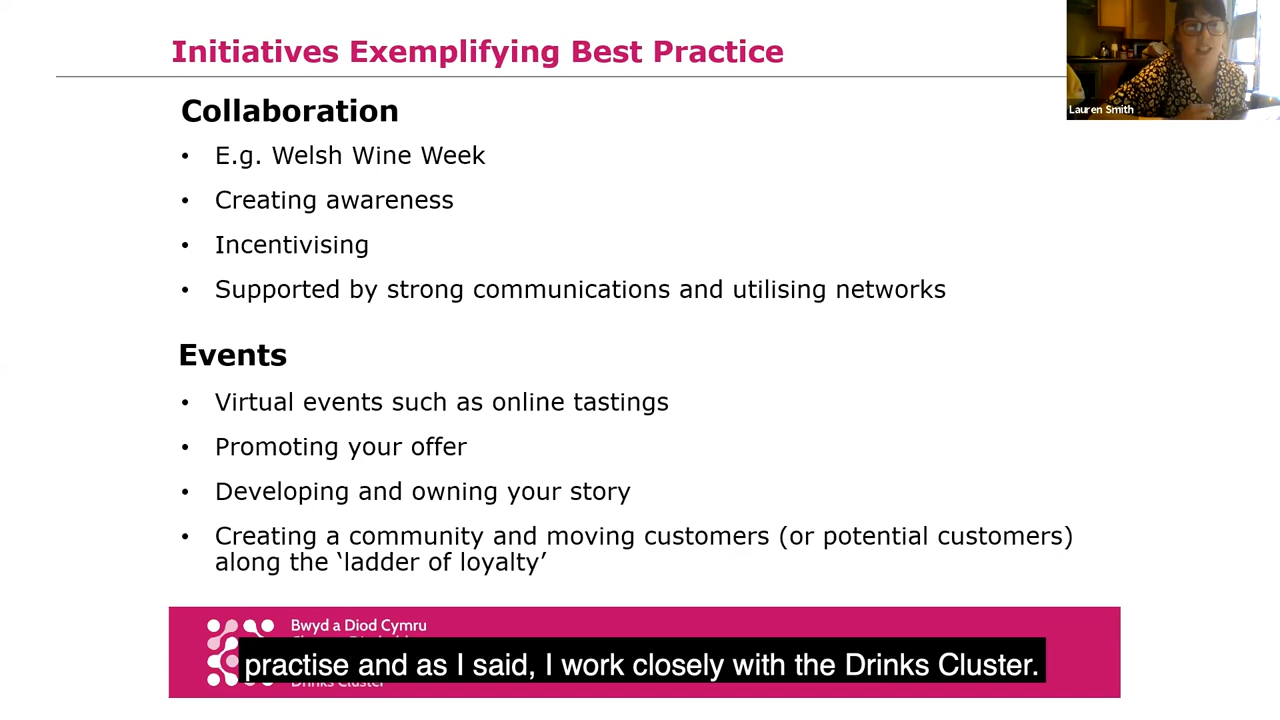 Initiatives Exemplifying Best Practice
Lauren Smith
Collaboration
• E.g. Welsh Wine Week
• Creating awareness
• Incentivising
• Supported by strong communications and utilising networks
Events
• Virtual events such as online tastings
• Promoting your offer
• Developing and owning your story
• Creating a community and moving customers (or potential customers)
along the ‘ladder of loyalty’
Bwyd a Diod Cymru
practise and as I said, I work closely with the Drinks Cluster.
Drinks Cluster